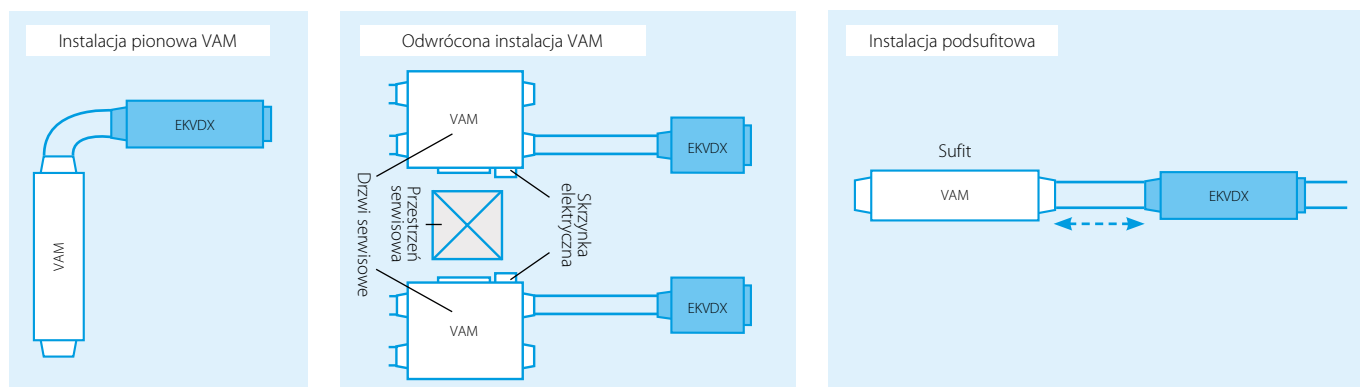 Instalacja pionowa VAM
EKVDX
VAM
Odwrócona instalacja VAM
VAM
EKVDX
Drzwi serwisowe
Przestrzeń
serwisowa
Skrzynka
elektryczna
VAM
EKVDX
Instalacja podsufitowa
Sufit
VAM
EKVDX